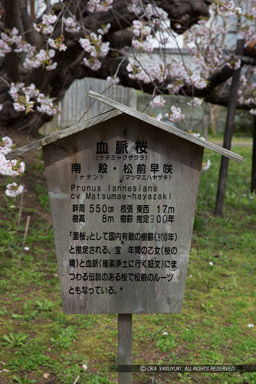 血脈桜
(ケチミャクザクラ)
南殿・松前早咲
(ナデン) (マツマエハヤザキ)
Prunus lannesiana
cv Matsumae-hayazaki
幹周 550cm 枝張 東西 17m
樹高 8m 樹齢 推定300年
「里桜」として国内有数の樹齢(300年)
と推定される。宝 年間の乙女(桜の
精)と血脈(極楽浄土に行く証文)にま
つわる伝説のある桜で松前のルーツ
ともなっている。
OKA.YASUYUKI. ALL RIGHTS RESERVED